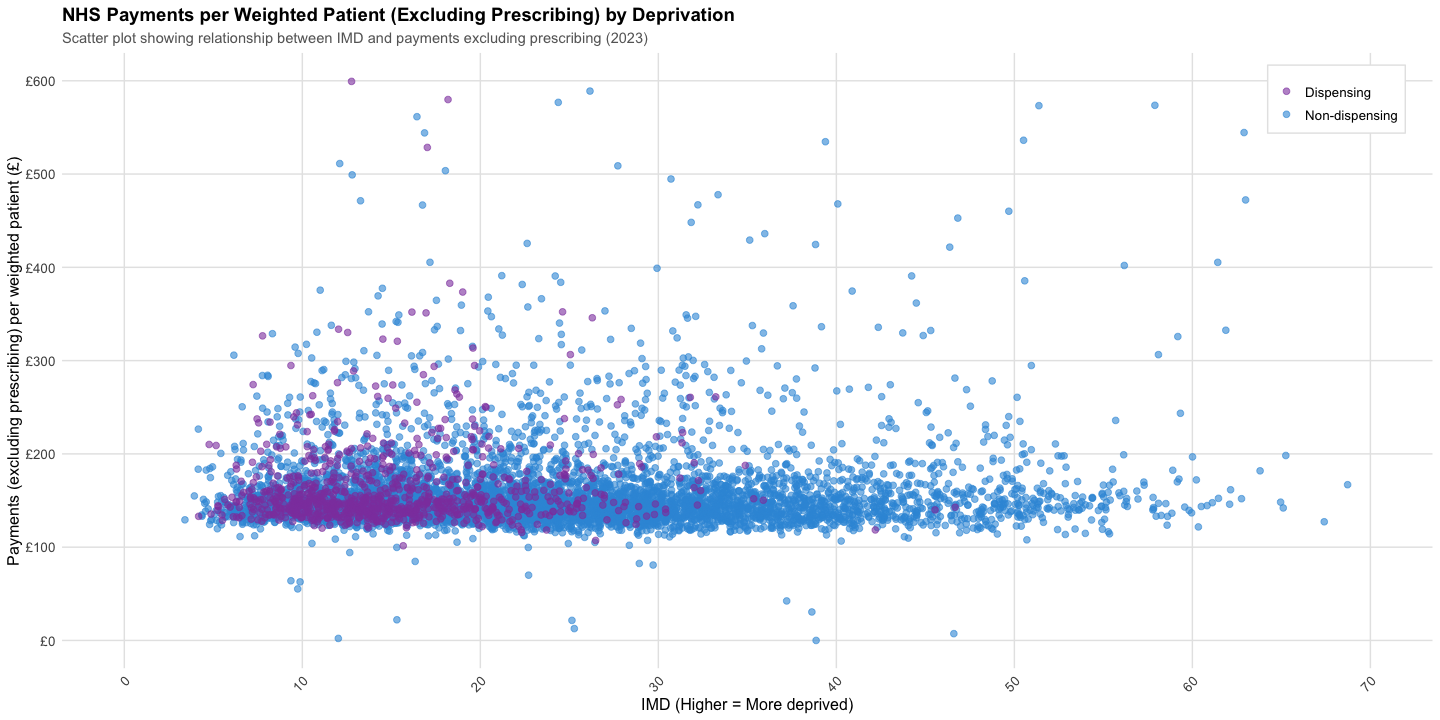 NHS Payments per Weighted Patient (Excluding Prescribing) by Deprivation
Scatter plot showing relationship between IMD and payments excluding prescribing (2023)
Dispensing
Non-dispensing
Payments (excluding prescribing) per weighted patient (£)
£600
£500
£400
£300
£200
£100
£0
0
10
20
30
40
50
60
70
IMD (Higher = More deprived)